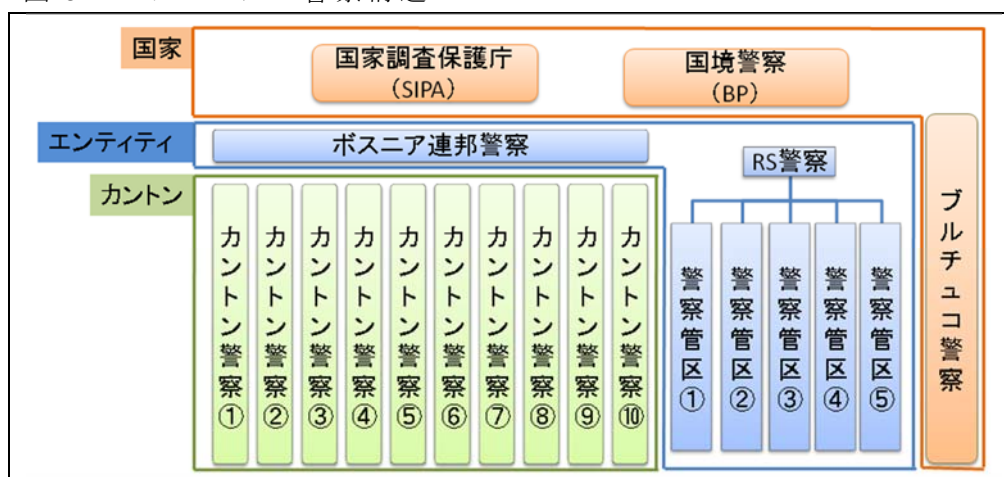 国家
国家調査保護庁
（SIPA）
国境警察
（BP）
エンティティ
ボスニア連邦警察
RS警察
カントン
カントン警察①
カントン警察②
カントン警察③
カントン警察④
カントン警察⑤
カントン警察⑥
カントン警察⑦
カントン警察⑧
カントン警察⑨
カントン警察⑩
警察管区①
警察管区②
警察管区③
警察管区④
警察管区⑤
ブルチュコ警察